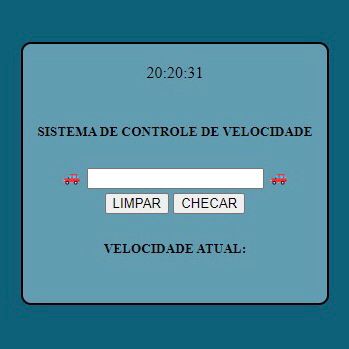 20:20:31
SISTEMA DE CONTROLE DE VELOCIDADE
LIMPAR CHECAR
VELOCIDADE ATUAL: